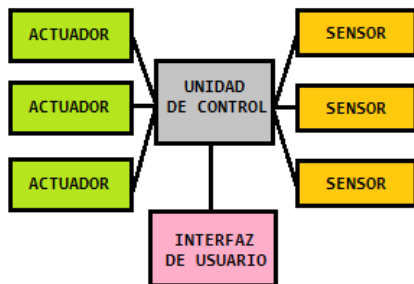 ACTUADOR
SENSOR
UNIDAD
DE CONTROL
ACTUADOR
SENSOR
ACTUADOR
SENSOR
INTERFAZ
DE USUARIO